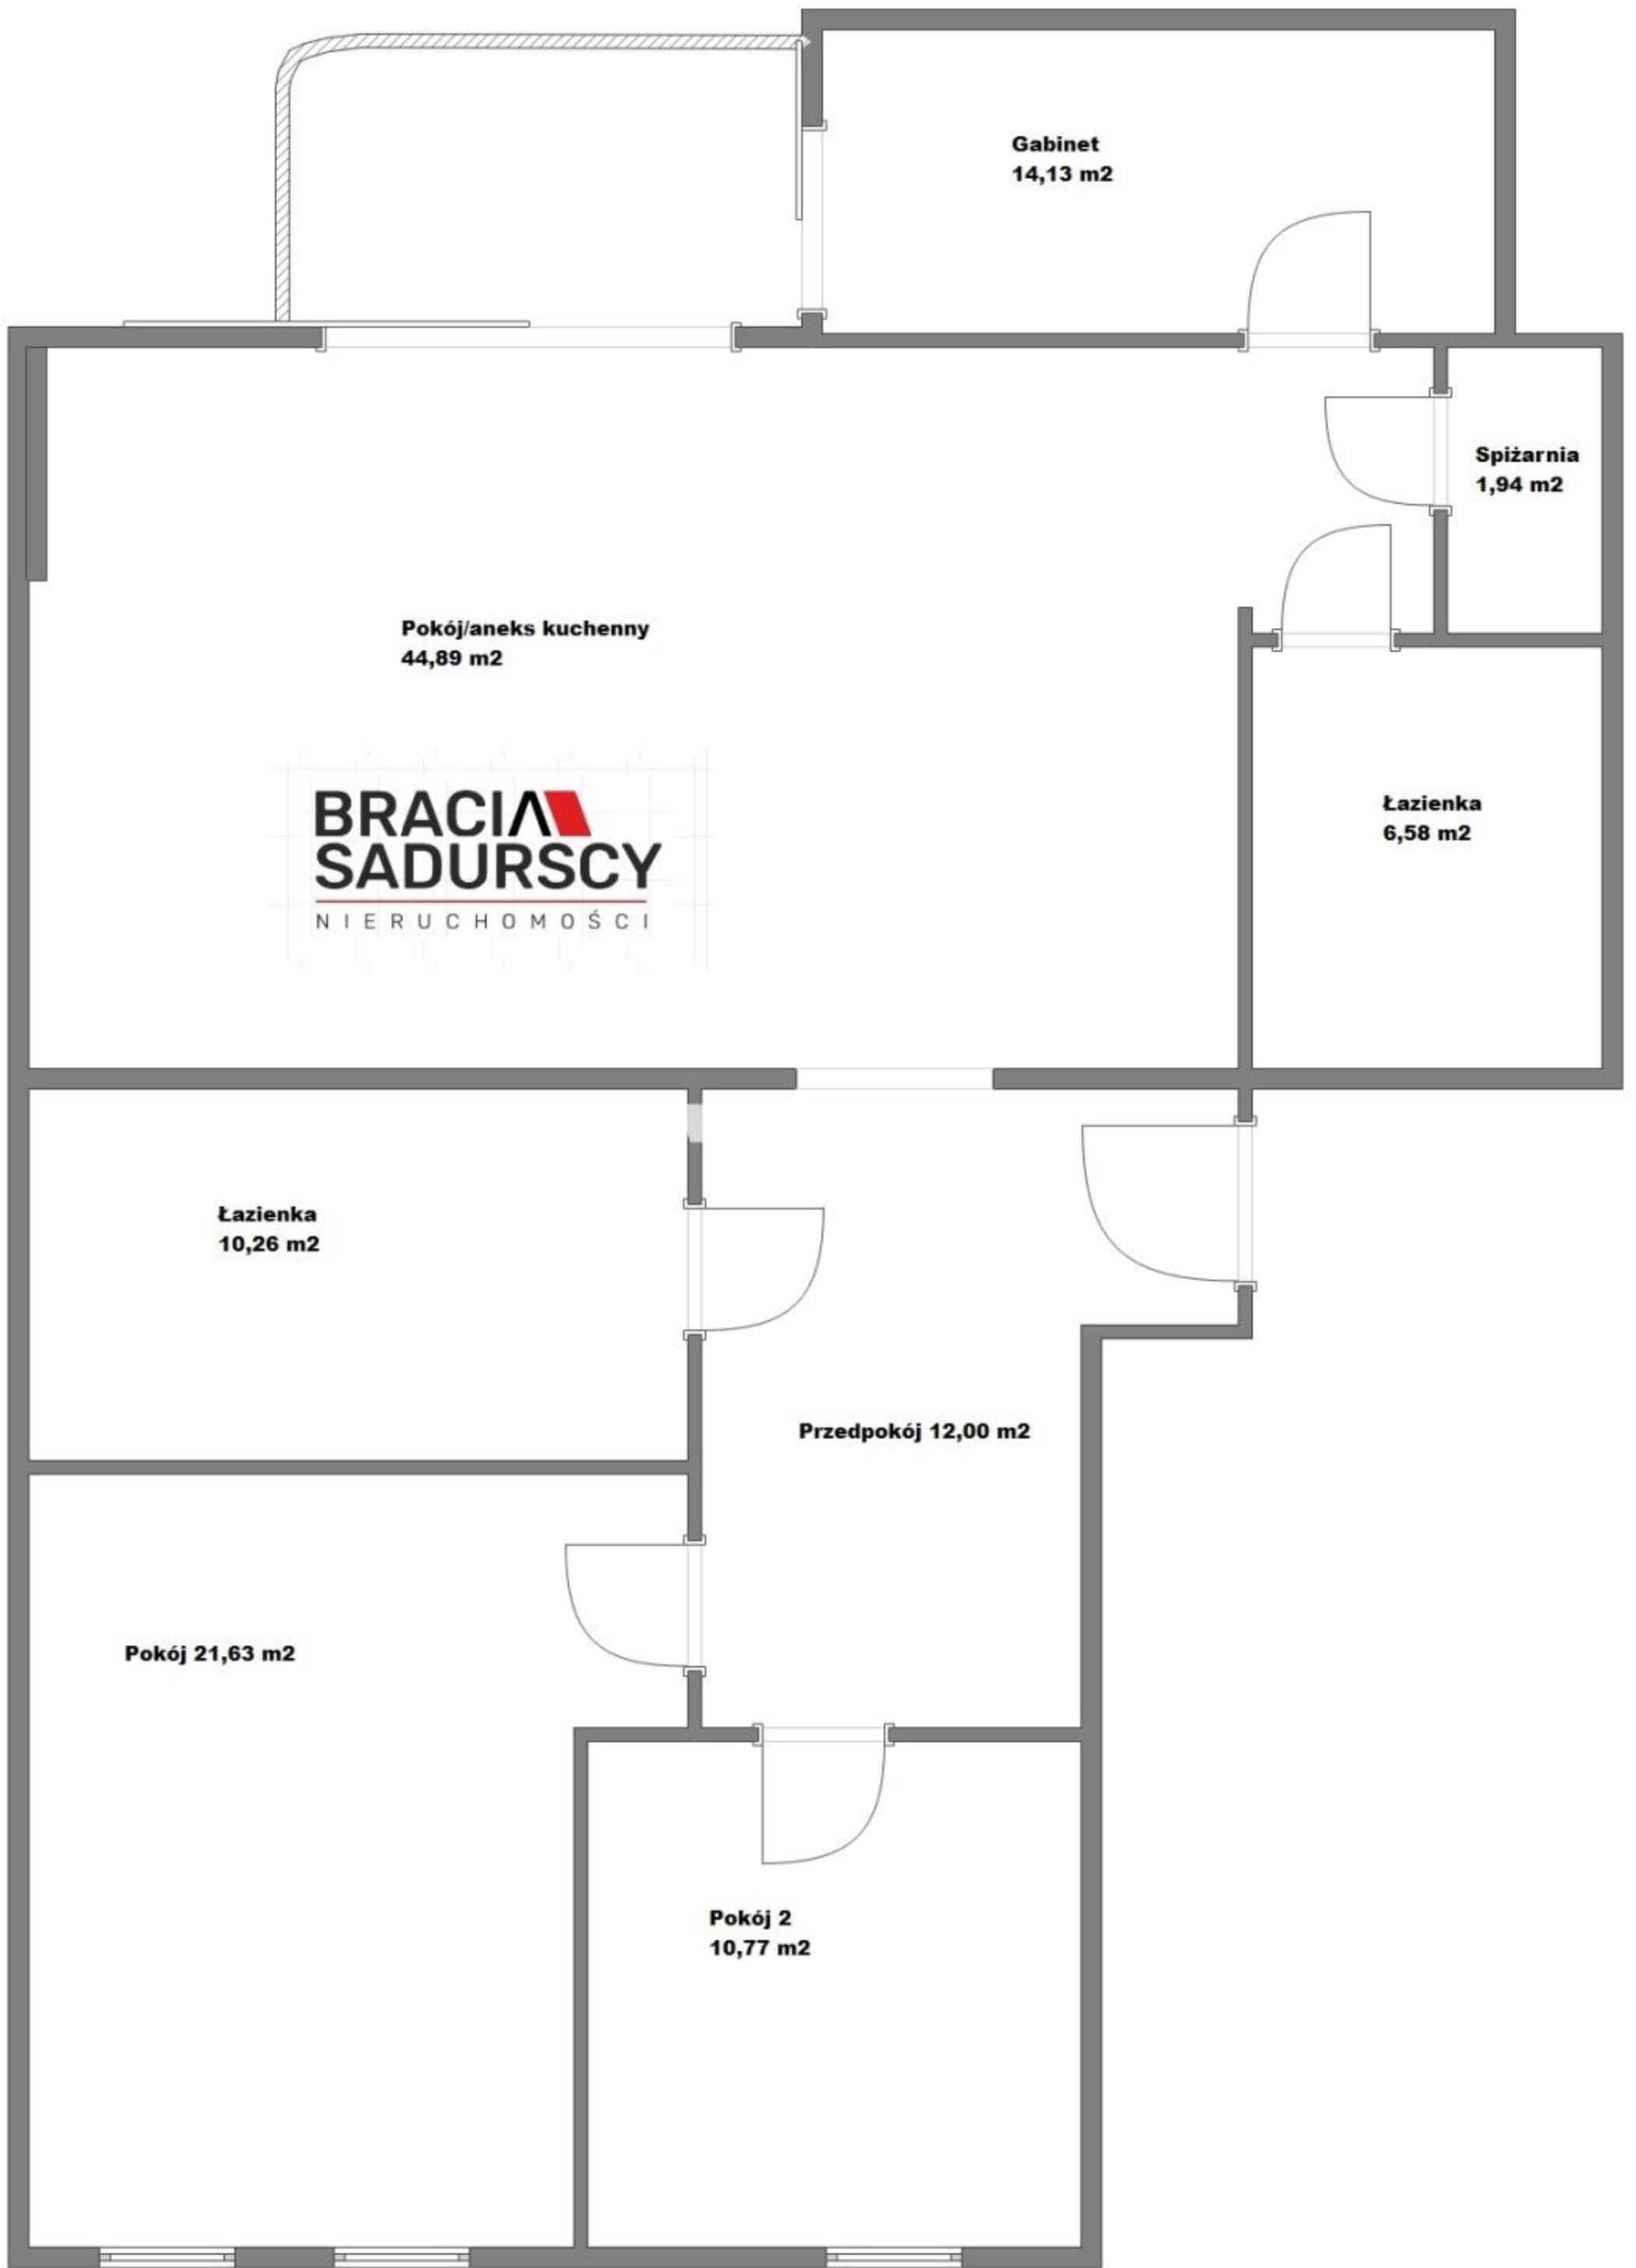 Gabinet
14,13 m2
Spiżarnia
1,94 m2
Pokój/aneks kuchenny
44,89 m2
BRACIA
SADURSCY
NIERUCHOMOŚCI
Łazienka
6,58 m2
Łazienka
10,26 m2
Przedpokój 12,00 m2
Pokój 21,63 m2
Pokój 2
10,77 m2